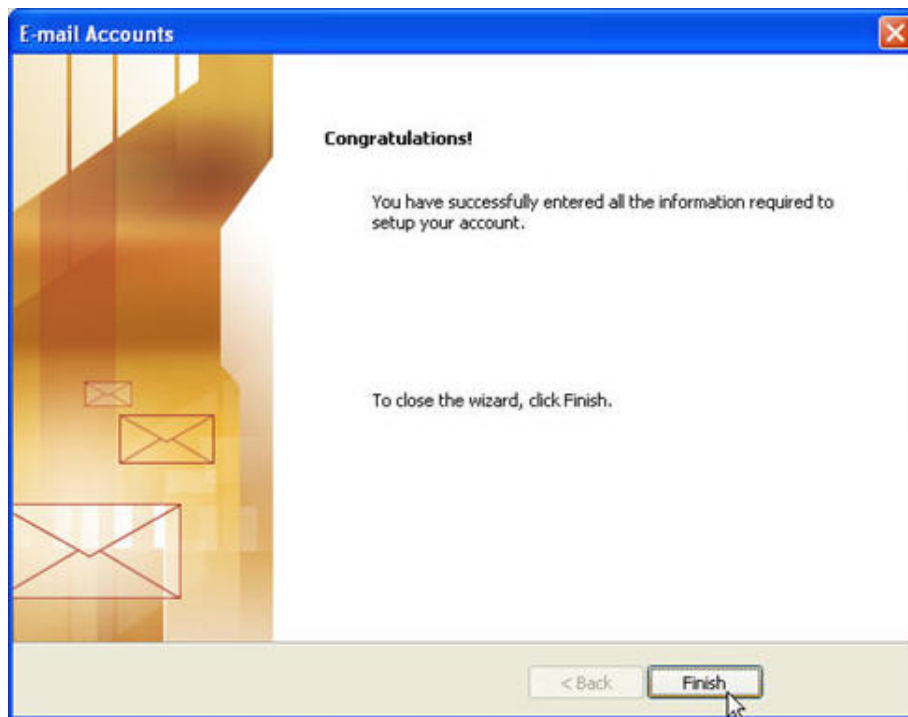 E-mail Accounts
Congratulations!
You have successfully entered all the information required to
setup your account.
To close the wizard, click Finish.
< Back
Finish